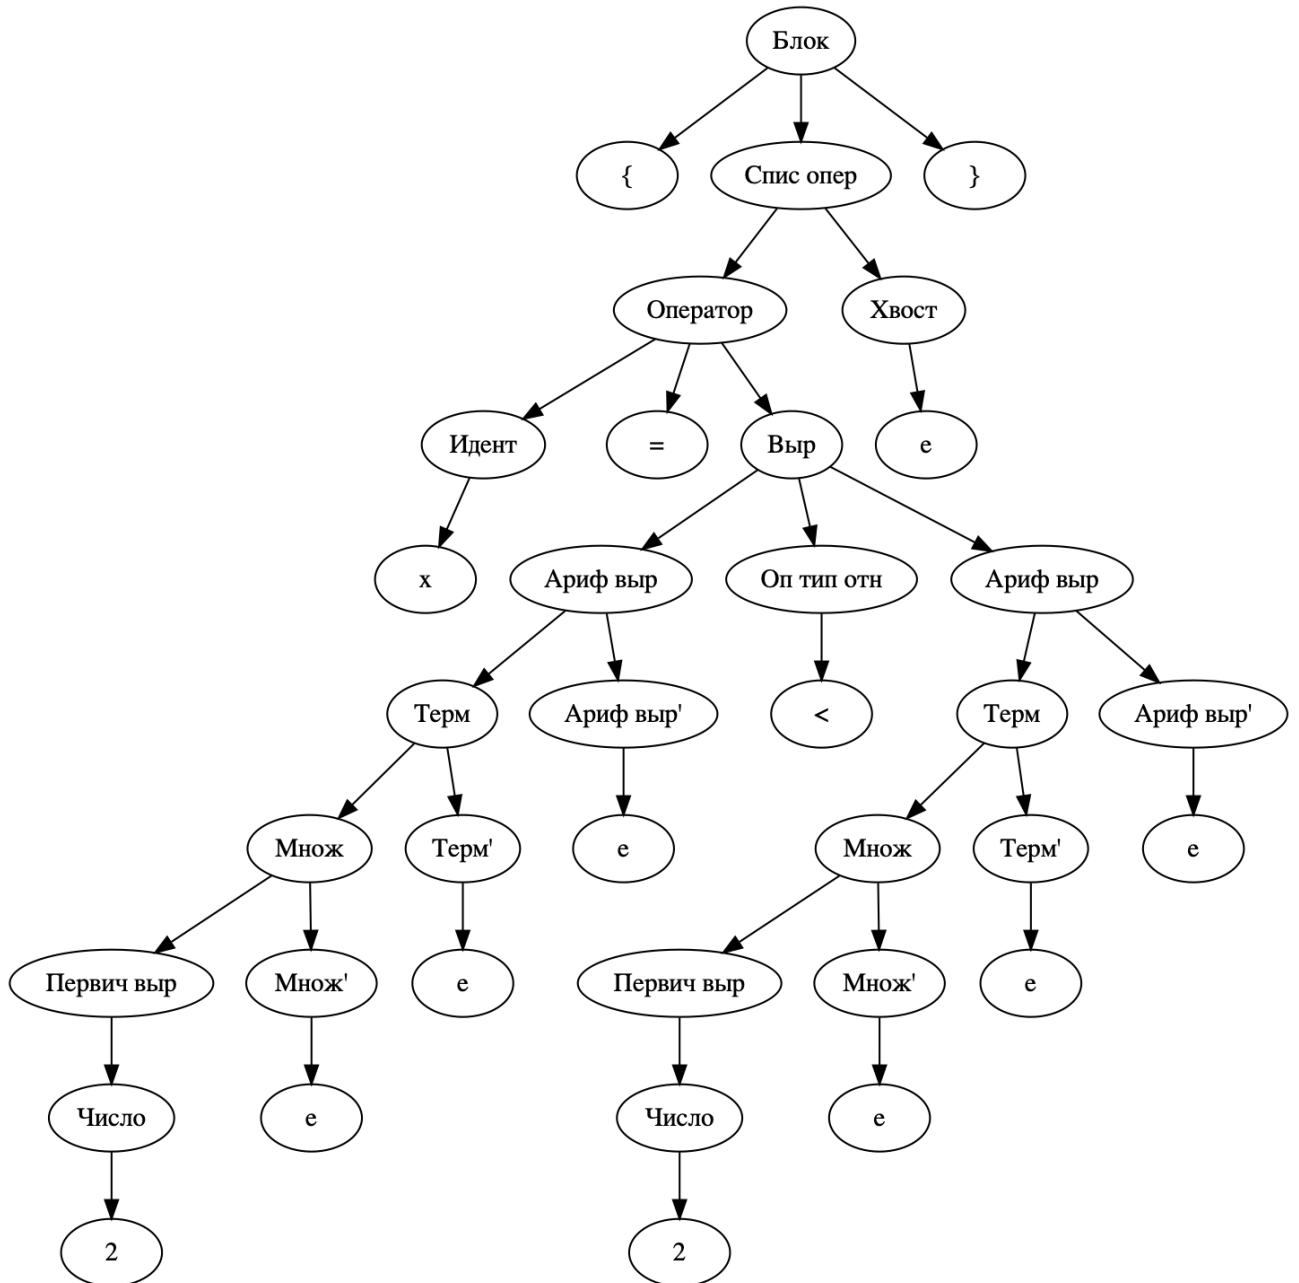 Блок
{ Спис опер }
Оператор Хвост
Идент = Выр e
x Ариф выр Оп тип отн Ариф выр
Терм Ариф выр' < Терм Ариф выр'
Множ Терм' e Множ Терм' e
Первич выр Множ' e Первич выр Множ' e
Число e Число e
2 2